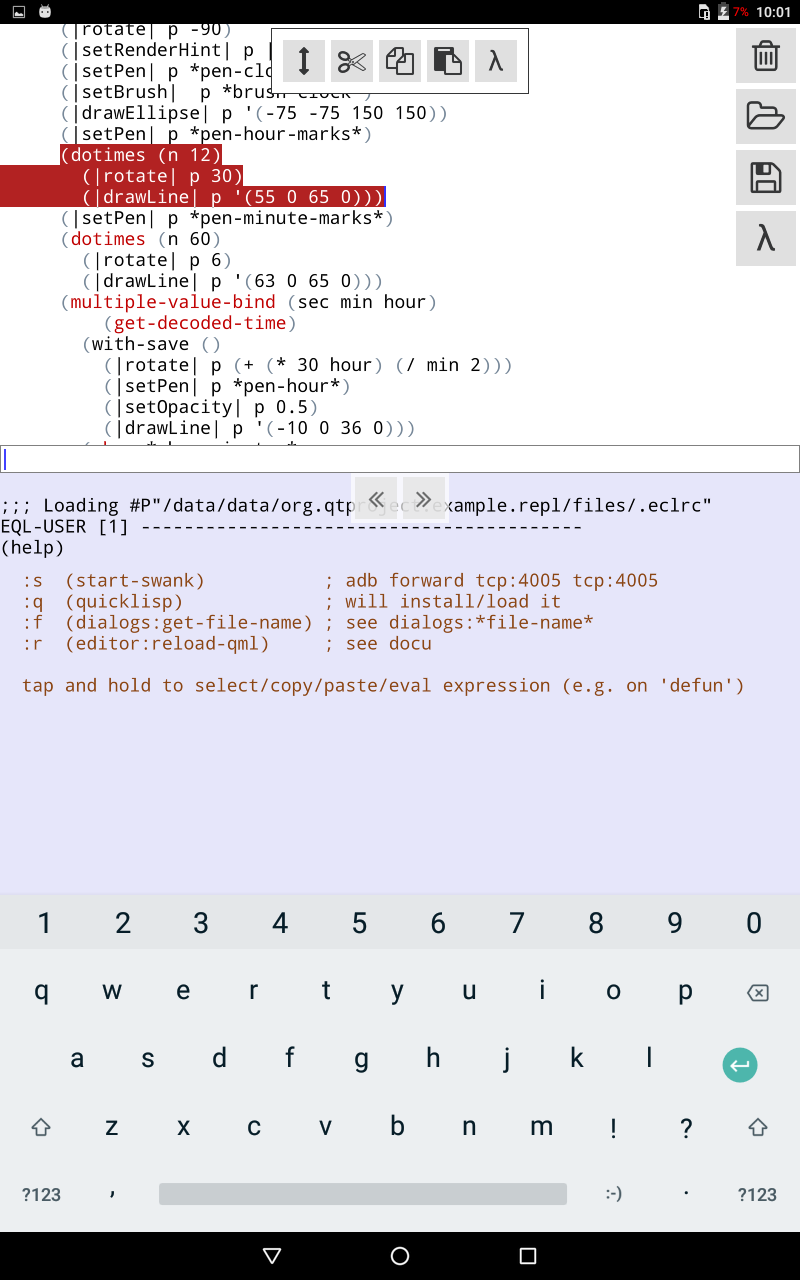 7% 10:01
(|rotate| p -90)
(|setRenderHint| p |
(|setPen| p *pen-clo
(|setBrush|  p *brush-clock*)
(|drawEllipse| p '(-75 -75 150 150))
(|setPen| p *pen-hour-marks*)
(dotimes (n 12)
(|rotate| p 30)
(|drawLine| p '(55 0 65 0)))
(|setPen| p *pen-minute-marks*)
(dotimes (n 60)
(|rotate| p 6)
(|drawLine| p '(63 0 65 0)))
(multiple-value-bind (sec min hour)
(get-decoded-time)
(with-save ()
(|rotate| p (+ (* 30 hour) (/ min 2)))
(|setPen| p *pen-hour*)
(|setOpacity| p 0.5)
(|drawLine| p '(-10 0 36 0)))
λ
λ
;;; Loading #P"/data/data/org.qtproject.example.repl/files/.eclrc"
EQL-USER [1] -----------------------------------------
(help)
:s  (start-swank)           ; adb forward tcp:4005 tcp:4005
:q  (quicklisp)             ; will install/load it
:f  (dialogs:get-file-name) ; see dialogs:*file-name*
:r  (editor:reload-qml)     ; see docu
tap and hold to select/copy/paste/eval expression (e.g. on 'defun')
1 2 3 4 5 6 7 8 9 0
q w e r t y u i o p
a s d f g h j k l
z x c v b n m ! ?
?123 , :-) . ?123